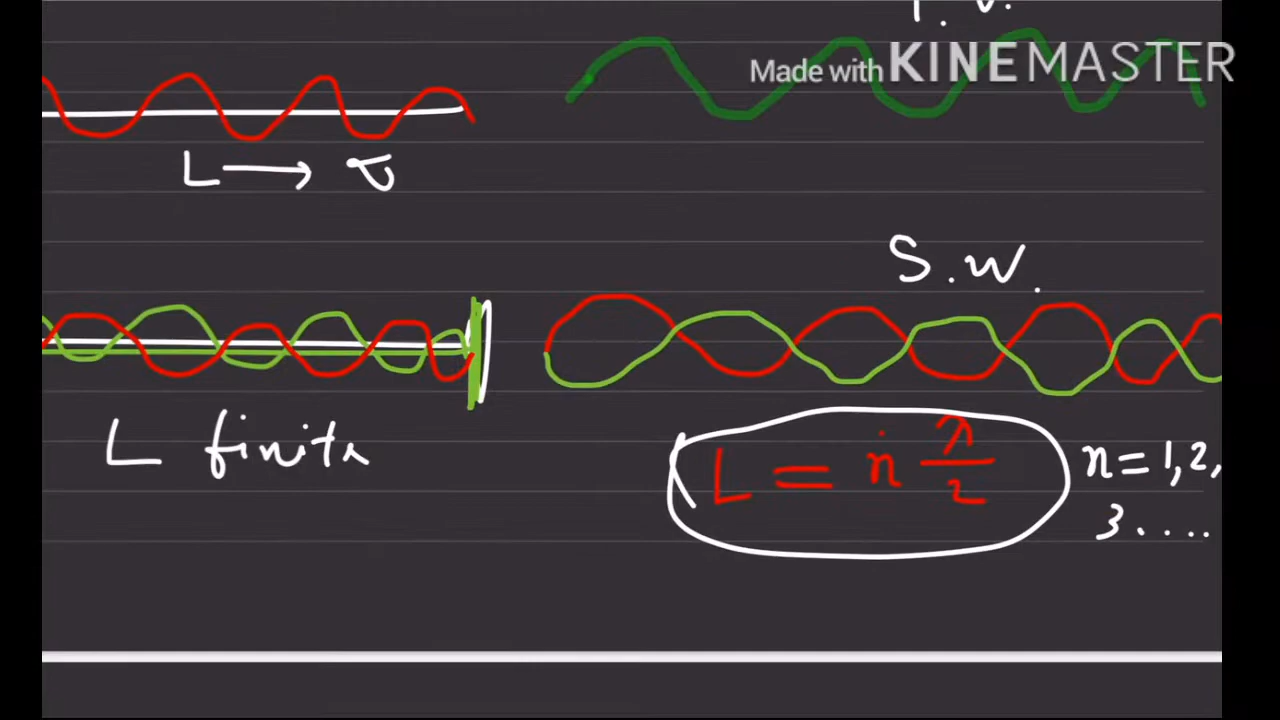 Made with KINEMASTER
L →
S.W.
L finite
L = n λ/2
n = 1, 2,
3. . . . .